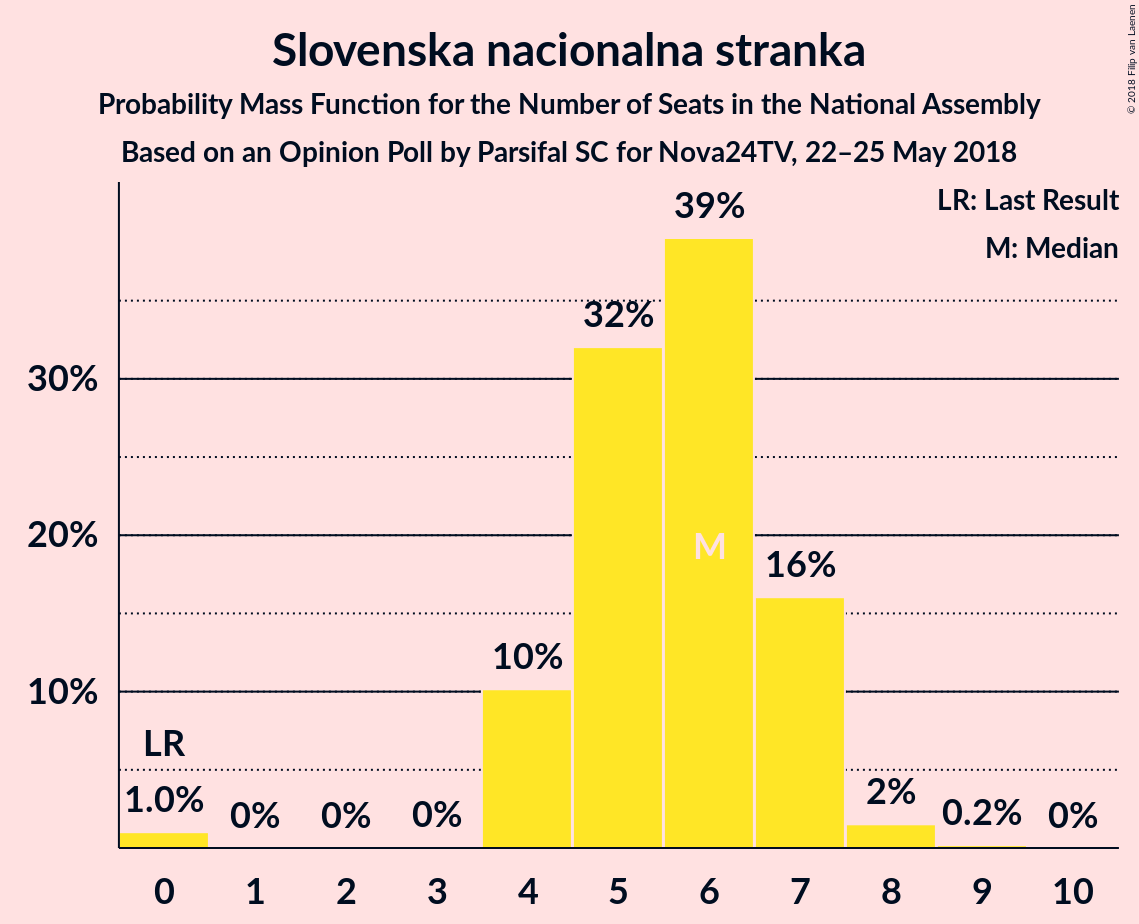 Slovenska nacionalna stranka
Probability Mass Function for the Number of Seats in the National Assembly
Based on an Opinion Poll by Parsifal SC for Nova24TV, 22–25 May 2018
© 2018 Filip van Laenen
LR: Last Result
M: Median
39%
32%
30%
20%
M
16%
10%
10%
LR
1.0%
0%
0%
0%
2%
0.2%
0%
0 1 2 3 4 5 6 7 8 9 10